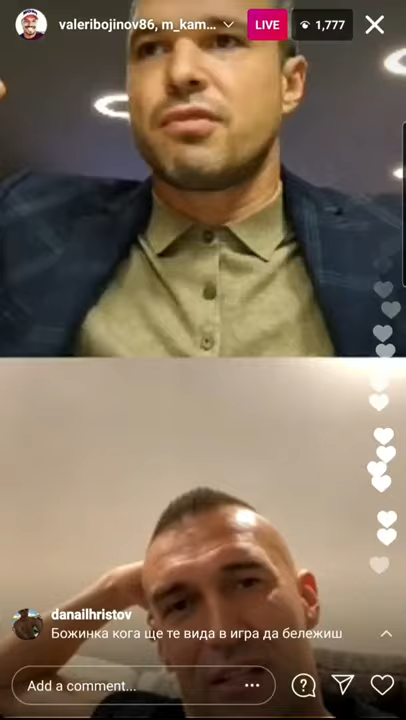 valeribojinov86, m_kam...
LIVE
1,777
danailhristov
Божинка кога ще те вида в игра да бележиш
Add a comment...